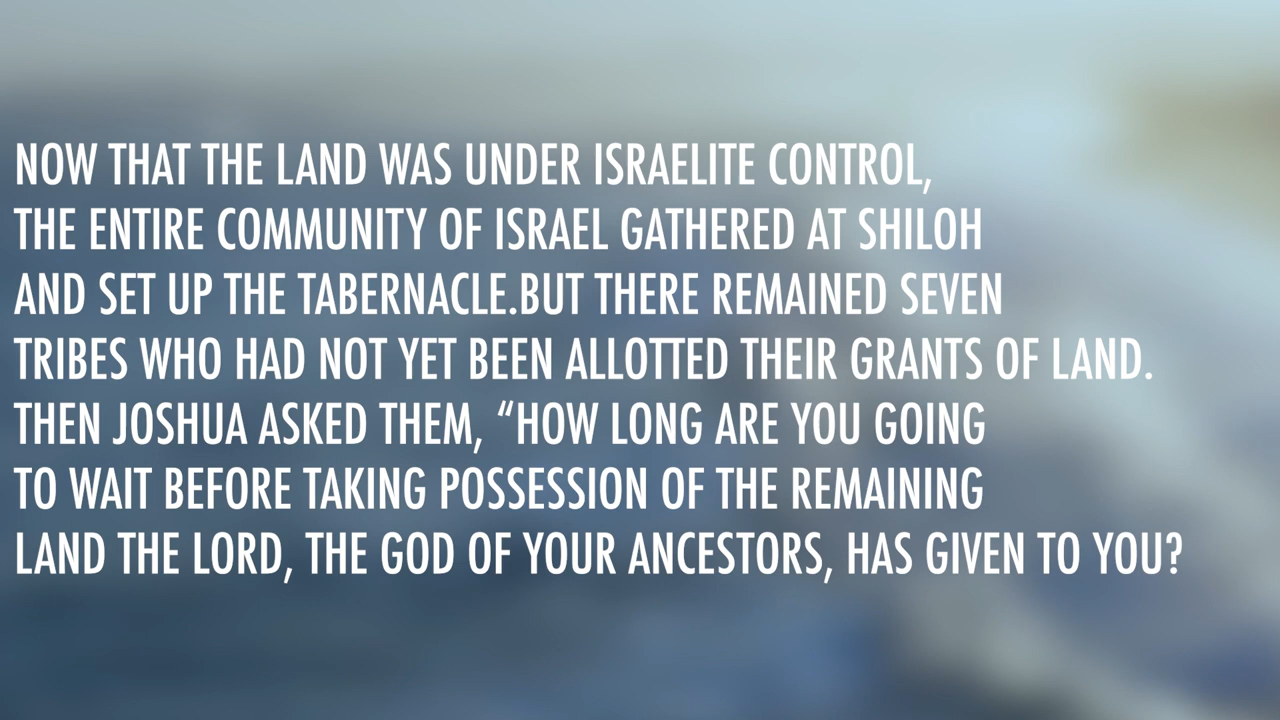 NOW THAT THE LAND WAS UNDER ISRAELITE CONTROL,
THE ENTIRE COMMUNITY OF ISRAEL GATHERED AT SHILOH
AND SET UP THE TABERNACLE.BUT THERE REMAINED SEVEN
TRIBES WHO HAD NOT YET BEEN ALLOTTED THEIR GRANTS OF LAND.
THEN JOSHUA ASKED THEM, “HOW LONG ARE YOU GOING
TO WAIT BEFORE TAKING POSSESSION OF THE REMAINING
LAND THE LORD, THE GOD OF YOUR ANCESTORS, HAS GIVEN TO YOU?